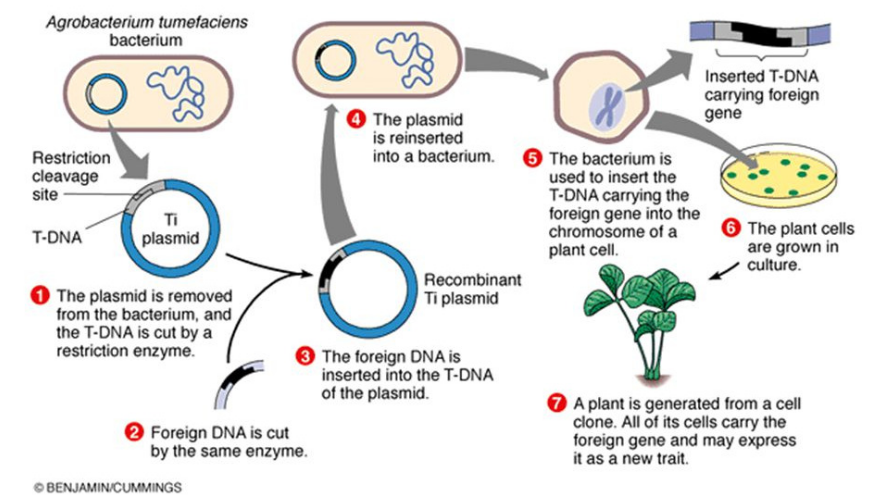 Agrobacterium tumefaciens
bacterium
Restriction
cleavage
site
T-DNA
Ti
plasmid
1 The plasmid is removed
from the bacterium, and
the T-DNA is cut by a
restriction enzyme.
2 Foreign DNA is cut
by the same enzyme.
Recombinant
Ti plasmid
3 The foreign DNA is
inserted into the T-DNA
of the plasmid.
4 The plasmid
is reinserted
into a bacterium.
5 The bacterium is
used to insert the
T-DNA carrying the
foreign gene into the
chromosome of a
plant cell.
Inserted T-DNA
carrying foreign
gene
6 The plant cells
are grown in
culture.
7 A plant is generated from a cell
clone. All of its cells carry the
foreign gene and may express
it as a new trait.
© BENJAMIN/CUMMINGS